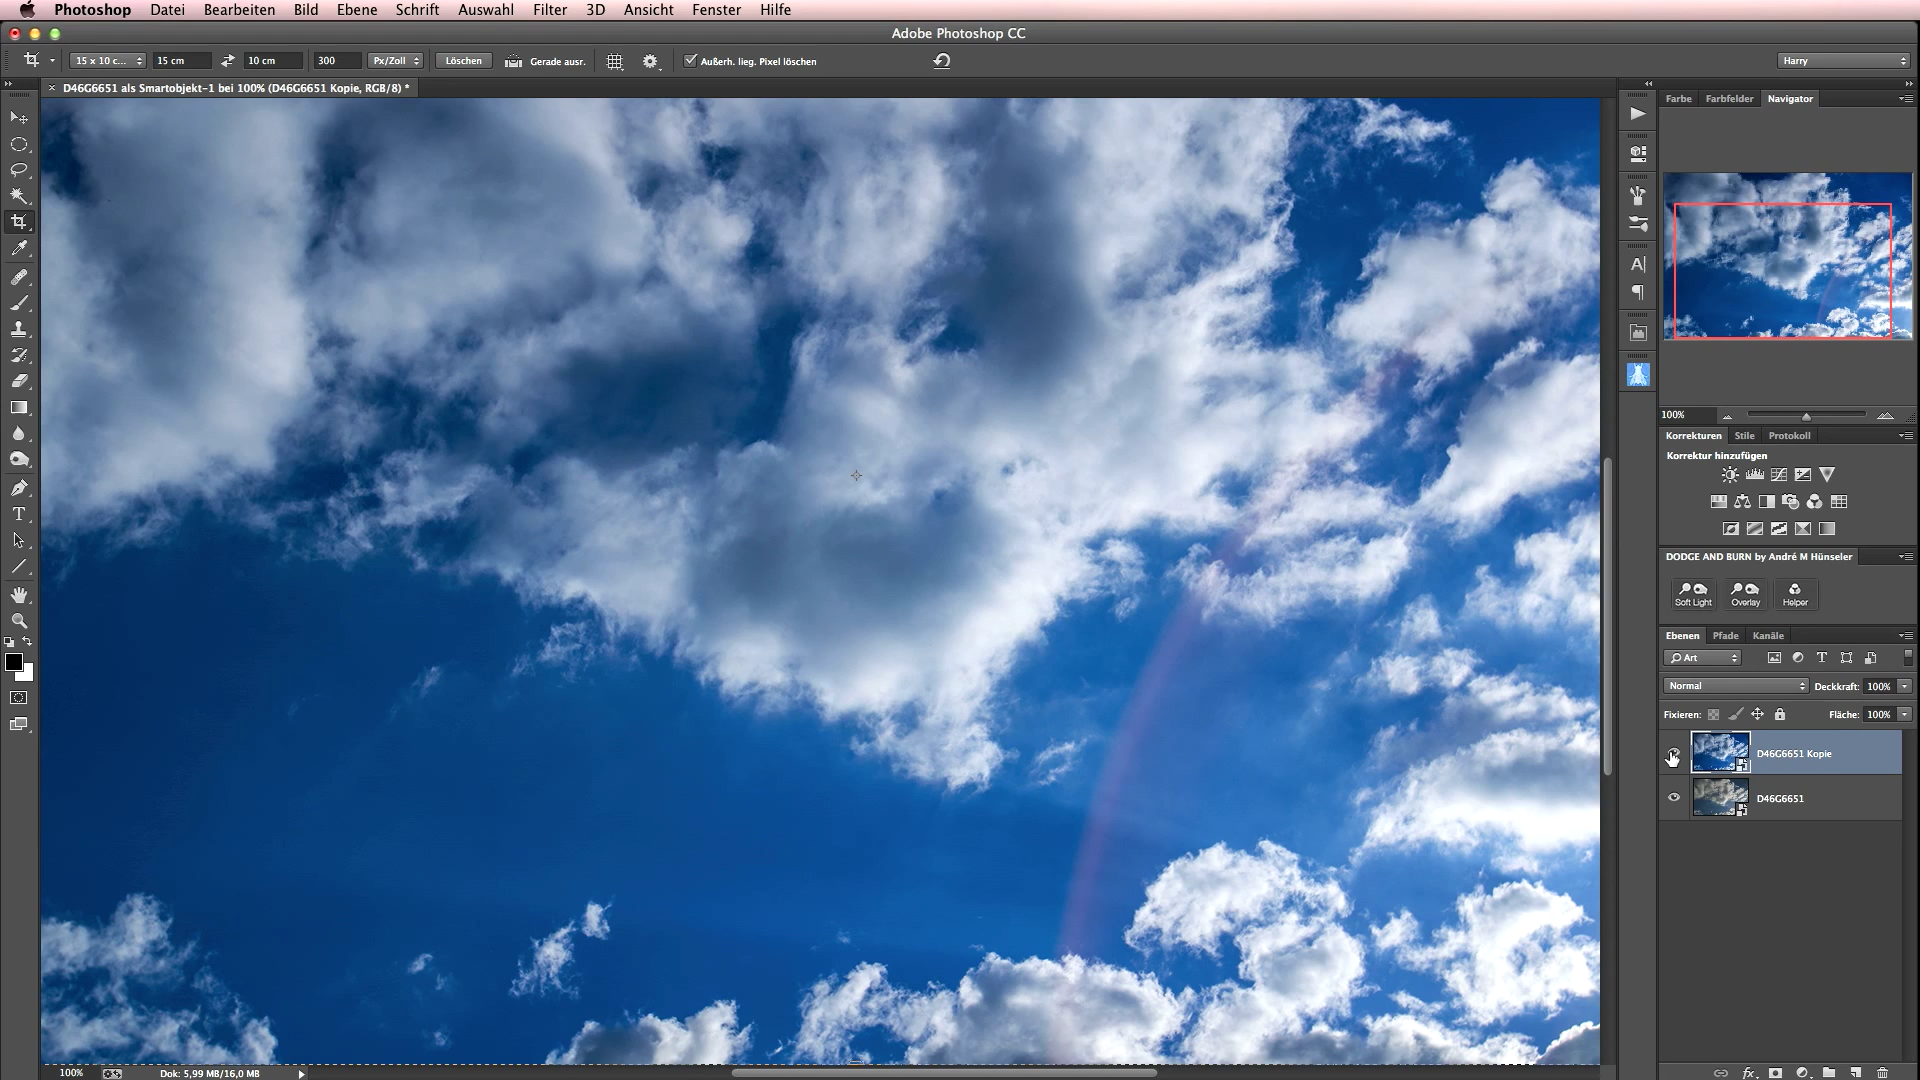 Photoshop Datei Bearbeiten Bild Ebene Schrift Auswahl Filter 3D Ansicht Fenster Hilfe
Adobe Photoshop CC
15 x 10 c... 15 cm 10 cm 300 Px/Zoll Löschen Gerade ausr. Außerh. lieg. Pixel löschen Harry
D46G6651 als Smartobjekt-1 bei 100% (D46G6651 Kopie, RGB/8) *
Farbe Farbfelder Navigator
100%
Korrekturen Stile Protokoll
Korrektur hinzufügen
DODGE AND BURN by André M Hünseler
Soft Light Overlay Helper
Ebenen Pfade Kanäle
Art
Normal Deckkraft: 100%
Fixieren: Fläche: 100%
D46G6651 Kopie
D46G6651
100% Dok: 5,99 MB/16,0 MB